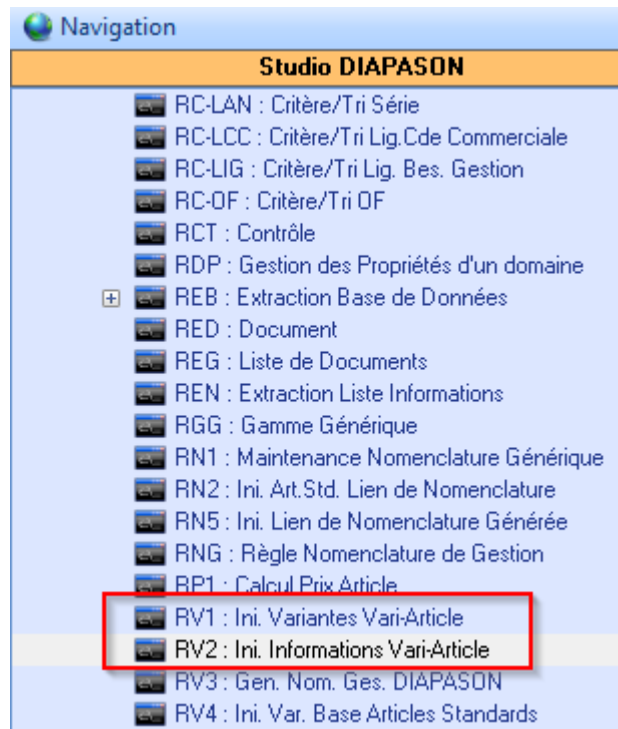 Navigation
Studio DIAPASON
RC-LAN : Critère/Tri Série
RC-LCC : Critère/Tri Lig.Cde Commerciale
RC-LIG : Critère/Tri Lig. Bes. Gestion
RC-OF : Critère/Tri OF
RCT : Contrôle
RDP : Gestion des Propriétés d'un domaine
REB : Extraction Base de Données
RED : Document
REG : Liste de Documents
REN : Extraction Liste Informations
RGG : Gamme Générique
RN1 : Maintenance Nomenclature Générique
RN2 : Ini. Art.Std. Lien de Nomenclature
RN5 : Ini. Lien de Nomenclature Générée
RNG : Règle Nomenclature de Gestion
RP1 : Calcul Prix Article
RV1 : Ini. Variantes Vari-Article
RV2 : Ini. Informations Vari-Article
RV3 : Gen. Nom. Ges. DIAPASON
RV4 : Ini. Var. Base Articles Standards